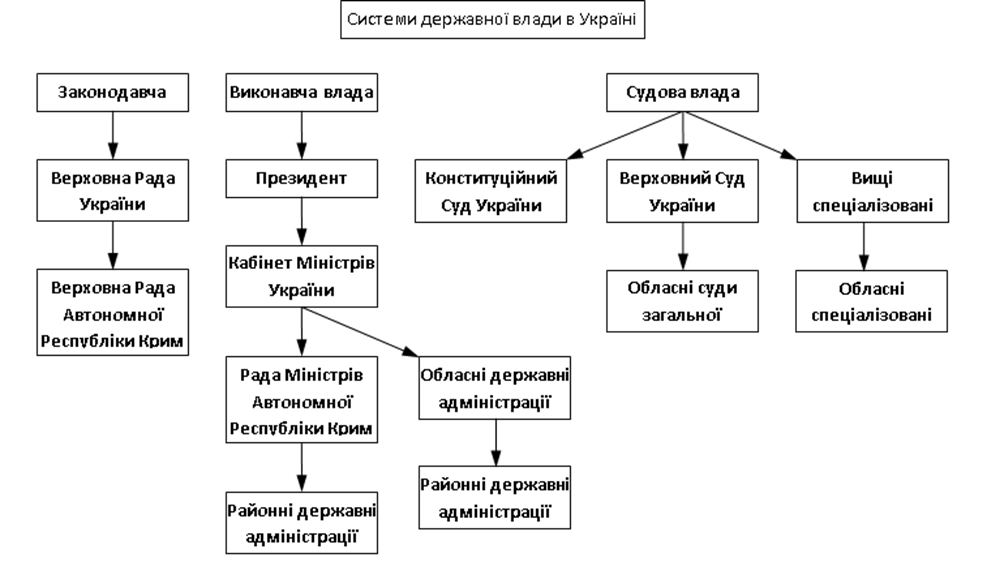 Системи державної влади в Україні
Законодавча
Виконавча влада
Судова влада
Верховна Рада
України
Президент
Конституційний
Суд України
Верховний Суд
України
Вищі
спеціалізовані
Кабінет Міністрів
України
Верховна Рада
Автономної
Республіки Крим
Обласні суди
загальної
Обласні
спеціалізовані
Рада Міністрів
Автономної
Республіки Крим
Обласні державні
адміністрації
Районні державні
адміністрації
Районні державні
адміністрації